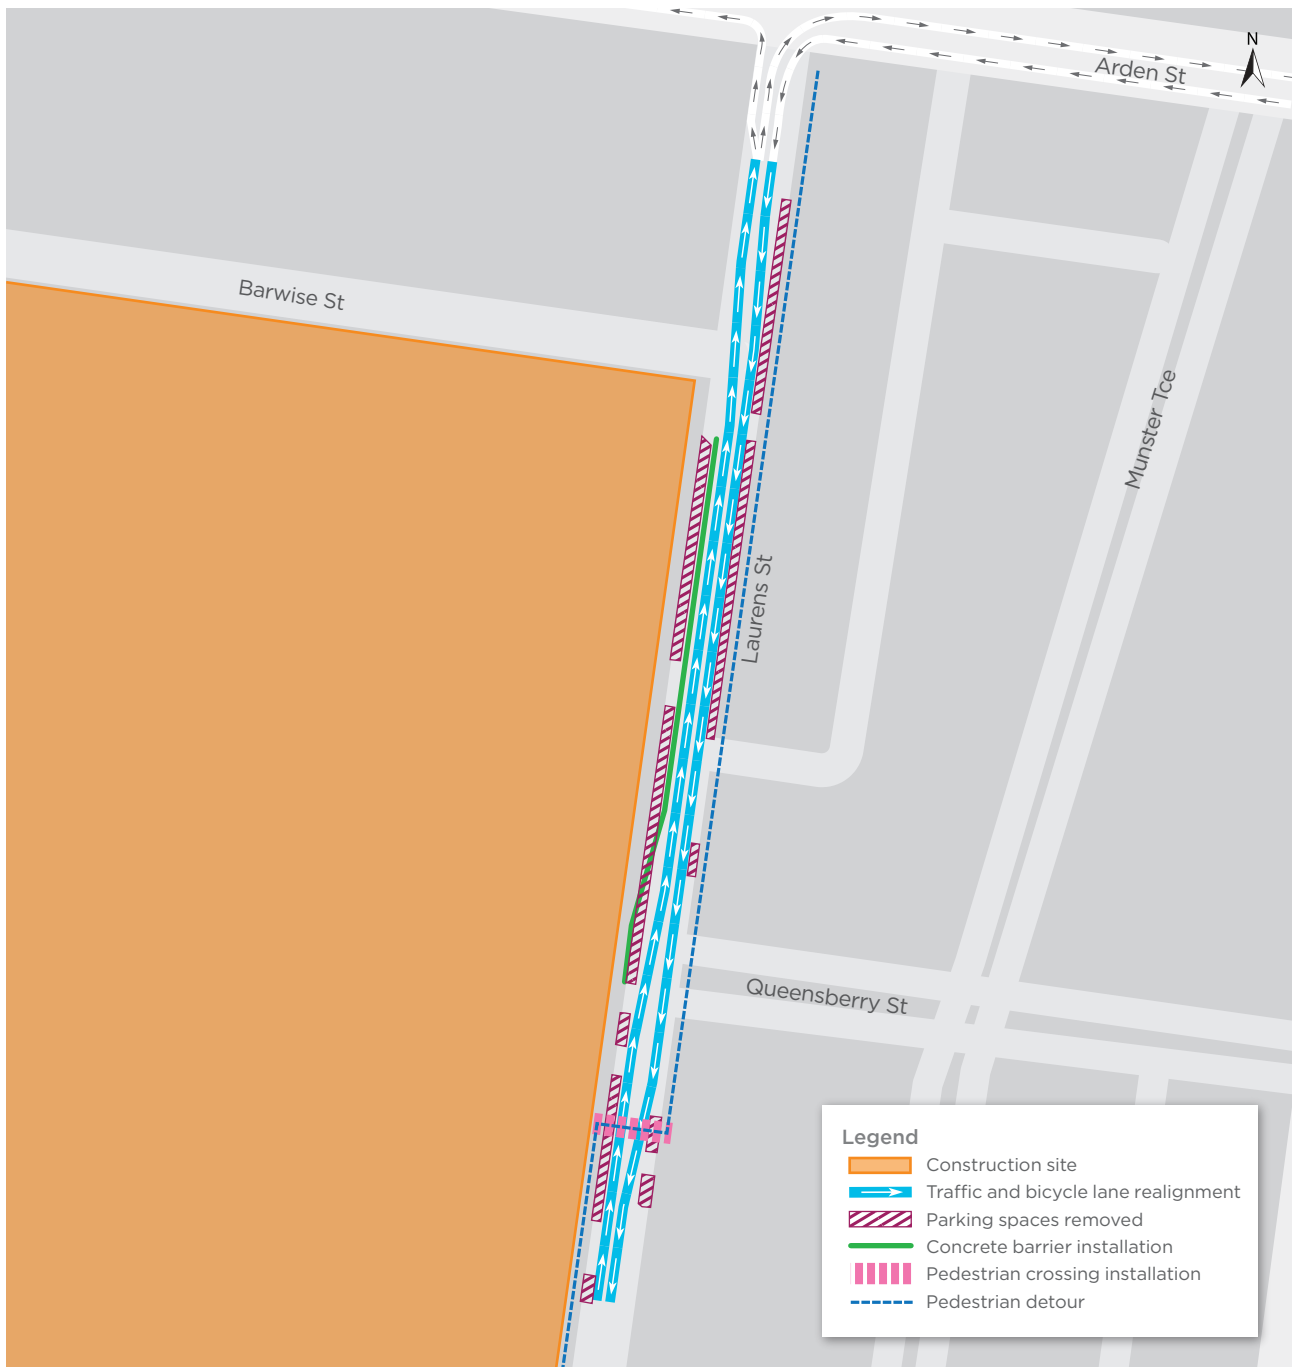 N
Arden St
Barwise St
Munster Tce
Laurens St
Queensberry St
Legend
Construction site
Traffic and bicycle lane realignment
Parking spaces removed
Concrete barrier installation
Pedestrian crossing installation
Pedestrian detour